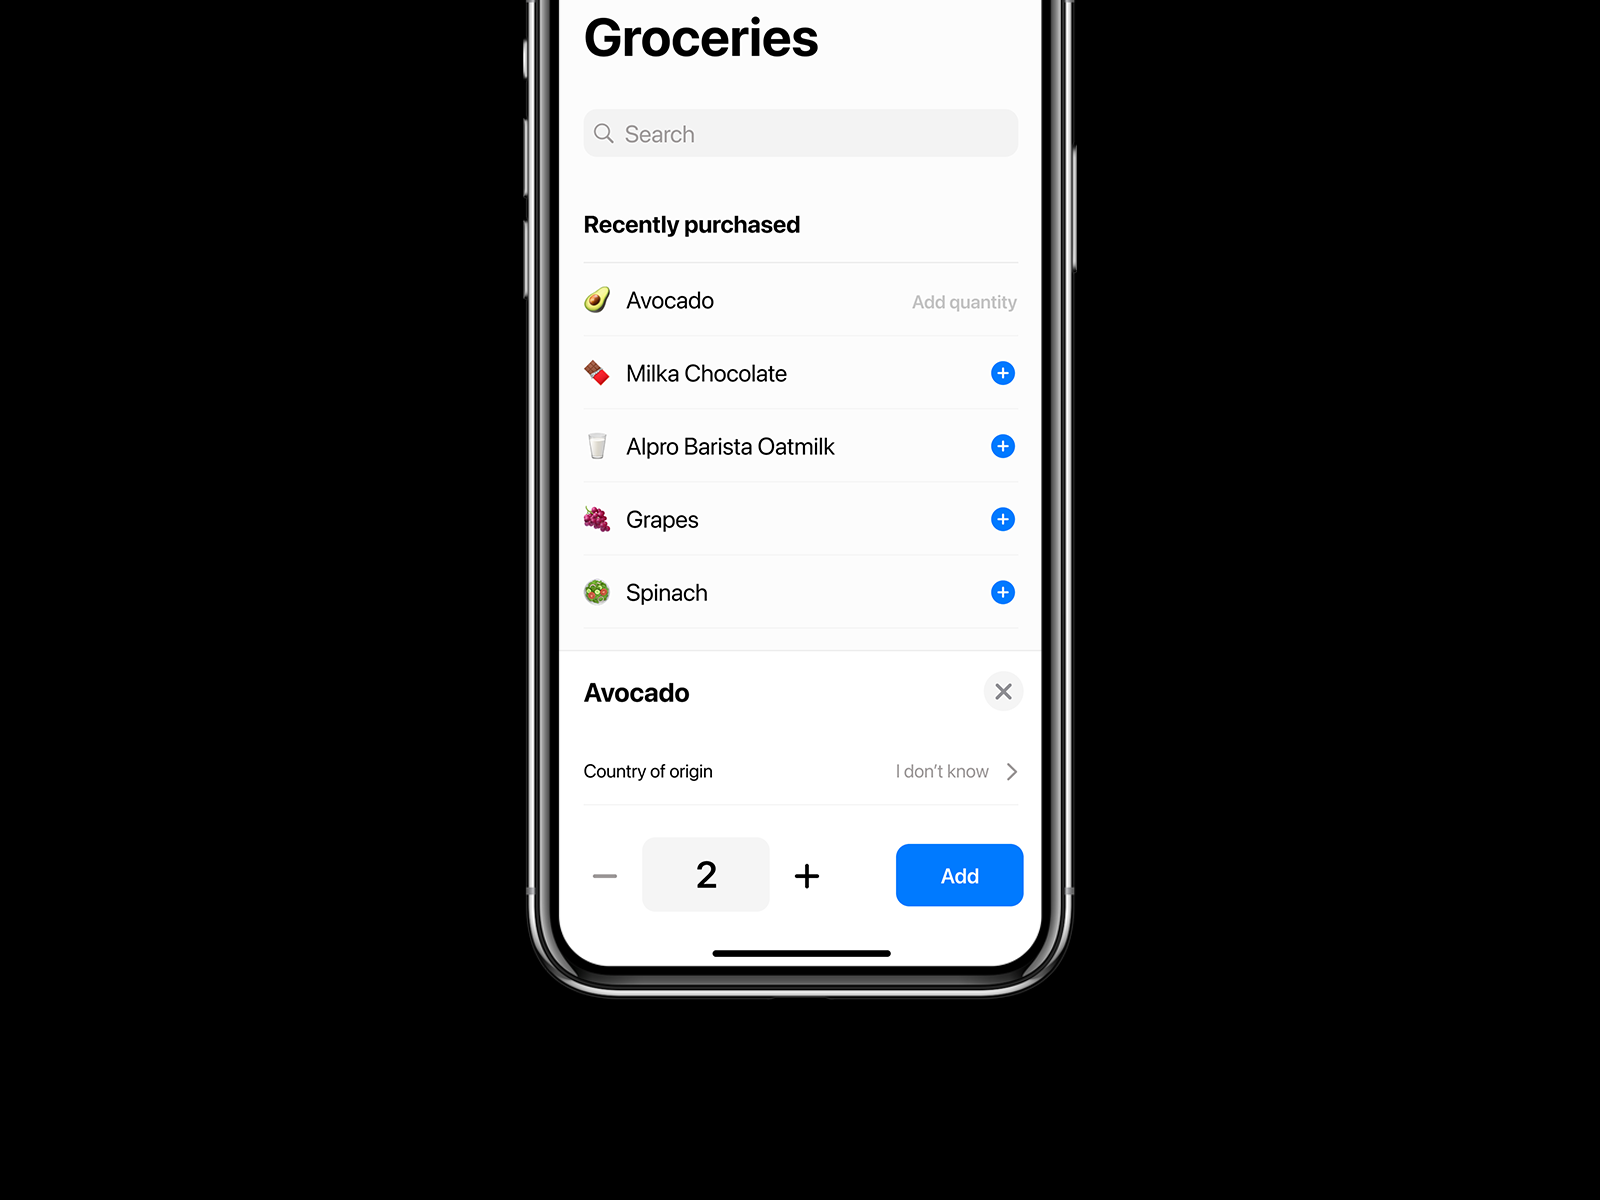 Groceries
Search
Recently purchased
Avocado Add quantity
Milka Chocolate
Alpro Barista Oatmilk
Grapes
Spinach
Avocado
Country of origin I don’t know
2 Add